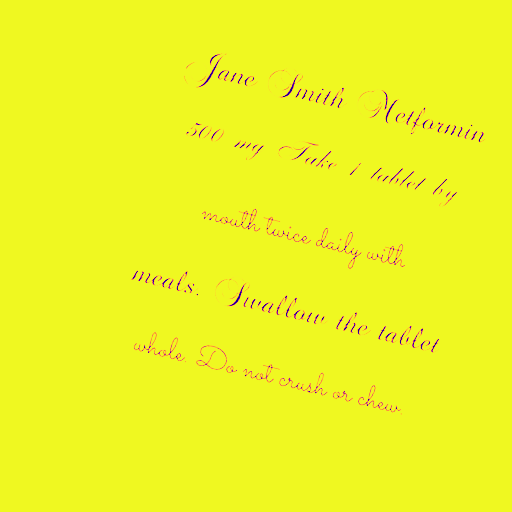 Jane Smith Metformin
500 mg Take 1 tablet by
mouth twice daily with
meals. Swallow the tablet
whole. Do not crush or chew.